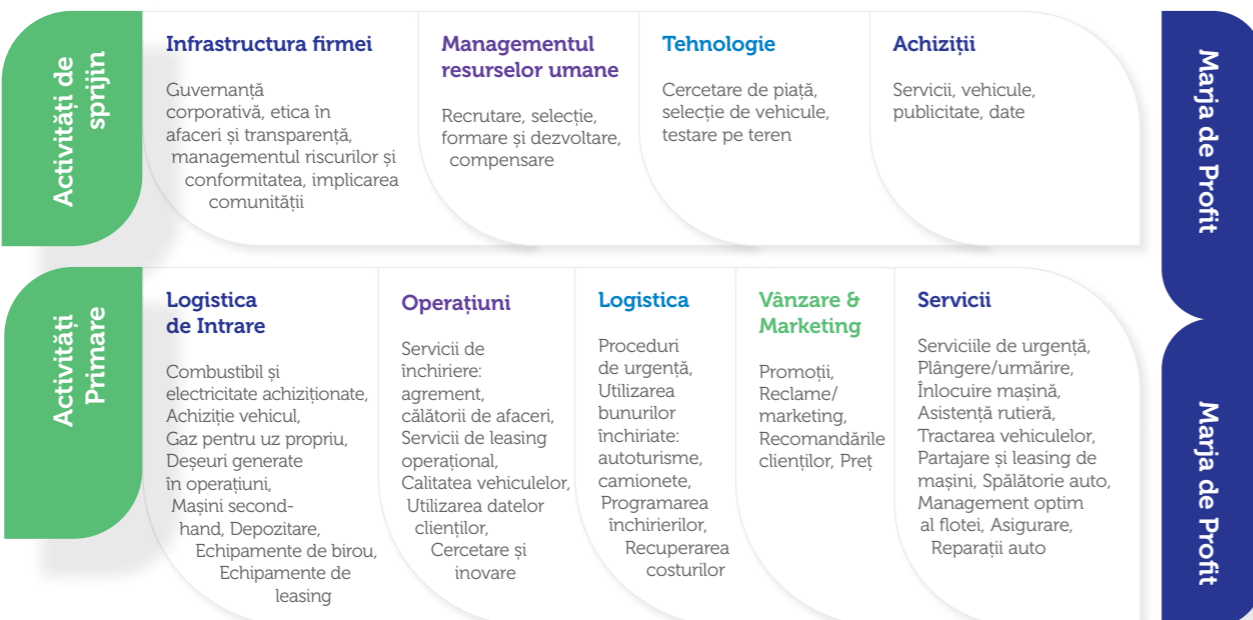 Activități de
sprijin
Infrastructura firmei
Guvernanță
corporativă, etica în
afaceri și transparență,
managementul riscurilor și
conformitatea, implicarea
comunității
Managementul
resurselor umane
Recrutare, selecție,
formare și dezvoltare,
compensare
Tehnologie
Cercetare de piață,
selecție de vehicule,
testare pe teren
Achiziții
Servicii, vehicule,
publicitate, date
Marja de Profit
Activități
Primare
Logistica
de Intrare
Combustibil și
electricitate achiziționate,
Achiziție vehicul,
Gaz pentru uz propriu,
Deșeuri generate
în operațiuni,
Mașini second-
hand, Depozitare,
Echipamente de birou,
Echipamente de
leasing
Operațiuni
Servicii de
închiriere:
agrement,
călătorii de afaceri,
Servicii de leasing
operațional,
Calitatea vehiculelor,
Utilizarea datelor
clienților,
Cercetare și
inovare
Logistica
Proceduri
de urgență,
Utilizarea
bunurilor
închiriate:
autoturisme,
camionete,
Programarea
închirierilor,
Recuperarea
costurilor
Vânzare &
Marketing
Promoții,
Reclame/
marketing,
Recomandările
clienților, Preț
Servicii
Serviciile de urgență,
Plângere/urmărire,
Înlocuire mașină,
Asistență rutieră,
Tractarea vehiculelor,
Partajare și leasing de
mașini, Spălătorie auto,
Management optim
al flotei, Asigurare,
Reparații auto
Marja de Profit